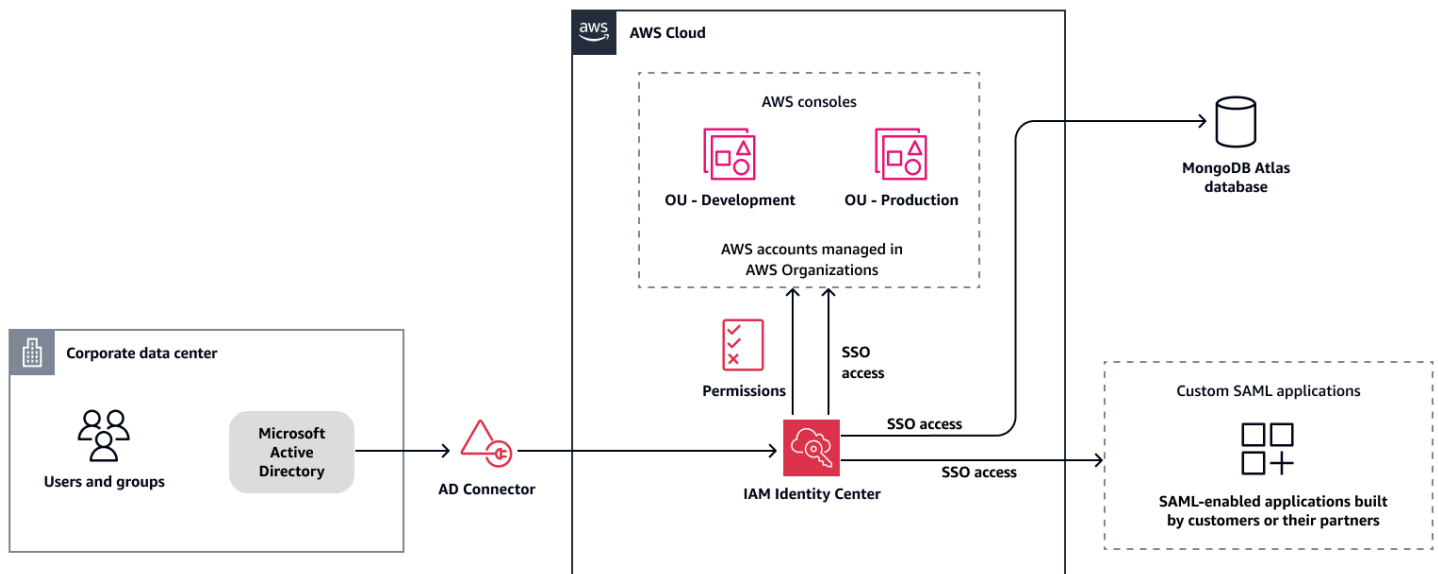 aws
AWS Cloud
AWS consoles
OU - Development
OU - Production
AWS accounts managed in
AWS Organizations
MongoDB Atlas
database
Corporate data center
Users and groups
Microsoft
Active
Directory
AD Connector
Permissions
SSO
access
IAM Identity Center
SSO access
SSO access
Custom SAML applications
SAML-enabled applications built
by customers or their partners